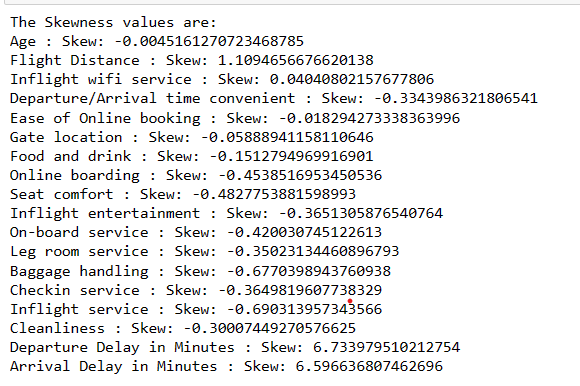 The Skewness values are:
Age : Skew: -0.0045161270723468785
Flight Distance : Skew: 1.1094656676620138
Inflight wifi service : Skew: 0.04040802157677806
Departure/Arrival time convenient : Skew: -0.3343986321806541
Ease of Online booking : Skew: -0.018294273338363996
Gate location : Skew: -0.05888941158110646
Food and drink : Skew: -0.1512794969916901
Online boarding : Skew: -0.4538516953450536
Seat comfort : Skew: -0.4827753881598993
Inflight entertainment : Skew: -0.3651305876540764
On-board service : Skew: -0.420030745122613
Leg room service : Skew: -0.35023134460896793
Baggage handling : Skew: -0.6770398943760938
Checkin service : Skew: -0.3649819607738329
Inflight service : Skew: -0.690313957343566
Cleanliness : Skew: -0.30007449270576625
Departure Delay in Minutes : Skew: 6.733979510212754
Arrival Delay in Minutes : Skew: 6.596636807462696